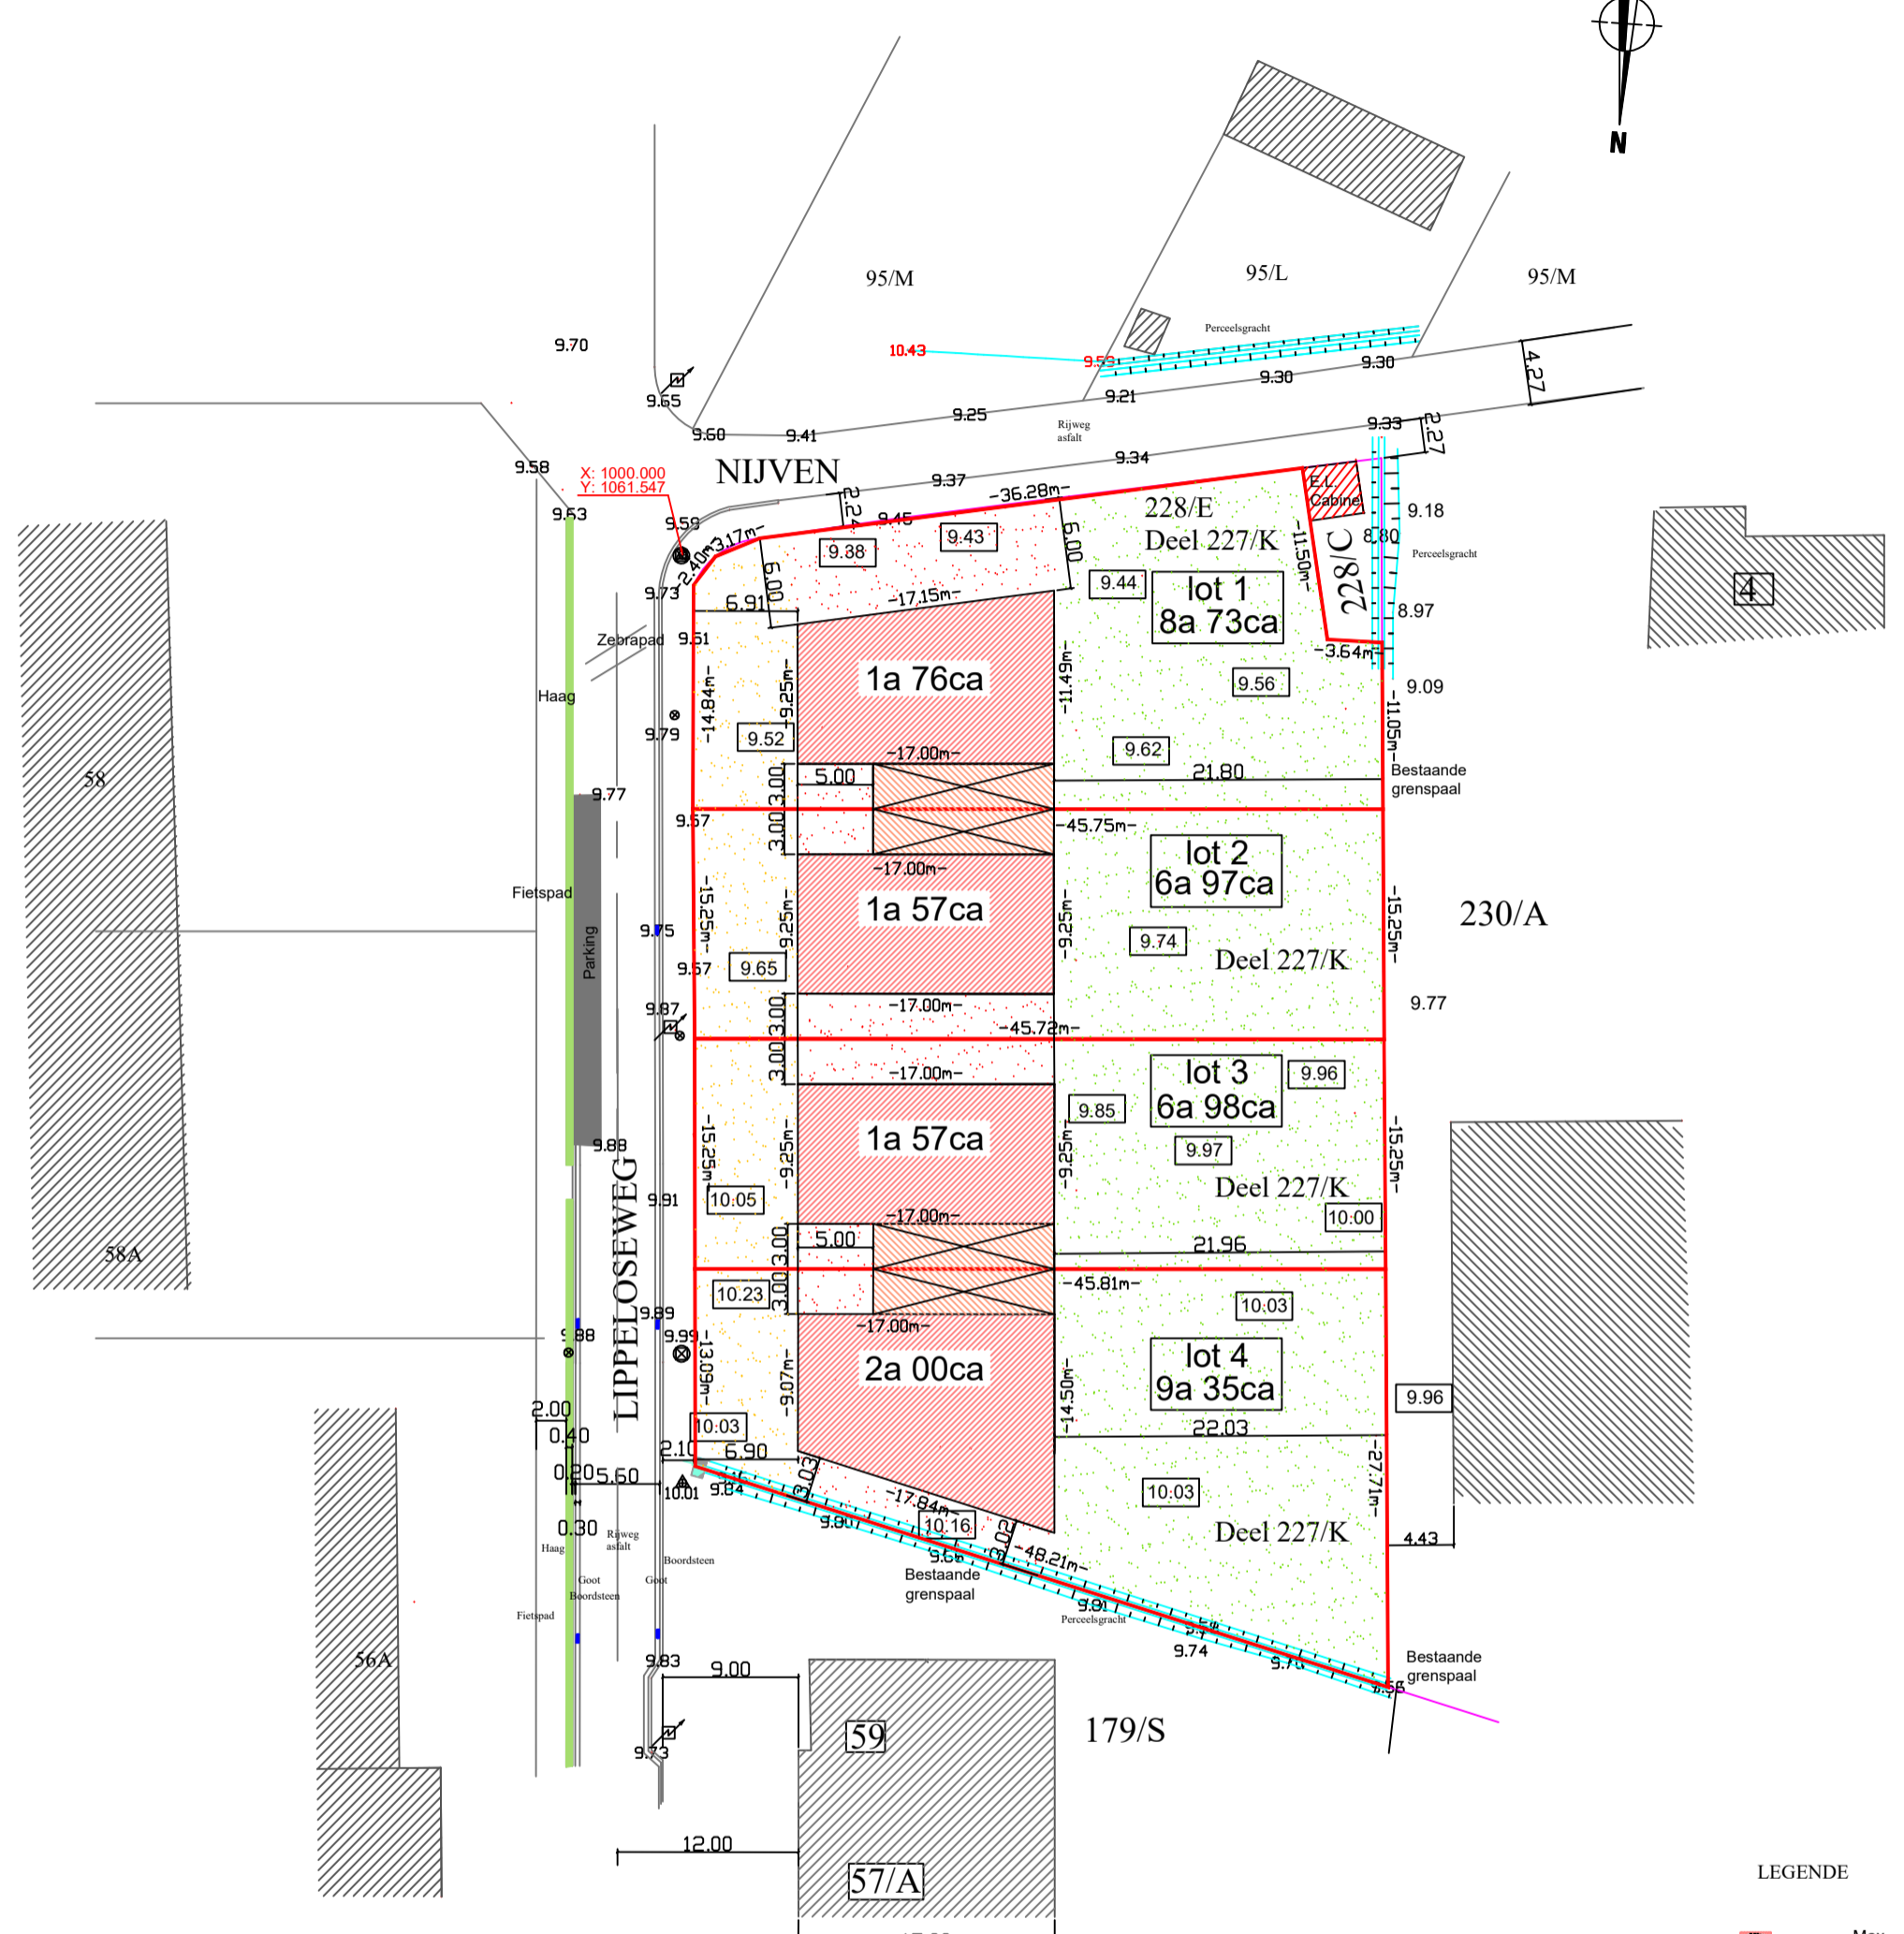 N
95/M
95/L
95/M
Perceelsgracht
9.70
10.43
9.30
9.30
4.27
9.65
9.21
9.25
9.60
9.41
Rijweg
asfalt
9.33
2.27
9.58
X: 1000.000
Y: 1061.547
NIJVEN
9.34
9.37
-36.28m-
E.L.
Cabine
9.63
9.59
2.24
9.45
228/E
9.18
-3.17m-
9.38
9.43
6.00
Deel 227/K
-11.50m-
228/C
8.80
Perceelsgracht
-2.40m-
9.73
6.00
9.44
lot 1
8a 73ca
4
6.91
-17.15m-
8.97
Zebrapad
9.51
-3.64m-
Haag
-14.84m-
-9.25m-
1a 76ca
-11.49m-
9.56
9.09
9.79
9.52
9.62
-11.05m-
-17.00m-
58
3.00
5.00
21.80
Bestaande
grenspaal
9.77
9.57
3.00
-45.75m-
-17.00m-
lot 2
6a 97ca
Fietspad
-15.25m-
-9.25m-
1a 57ca
-9.25m-
-15.25m-
230/A
9.75
Parking
9.57
9.65
9.74
Deel 227/K
9.87
3.00
-17.00m-
-45.72m-
9.77
3.00
-17.00m-
lot 3
6a 98ca
9.96
9.85
9.88
-15.25m-
-9.25m-
1a 57ca
-9.25m-
9.97
-15.25m-
LIPPELOSEWEG
9.91
10:05
Deel 227/K
10:00
-17.00m-
58A
3.00
5.00
21.96
10.23
3.00
-45.81m-
10.03
9.89
9.88
9.99
-17.00m-
-13.09m-
-9.07m-
2a 00ca
-14.50m-
lot 4
9a 35ca
9.96
2.00
0.40
10:03
22.03
2.10
6.90
0.20
5.60
10.01
9.84
3.03
-17.84m-
10:03
-27.71m-
0.30
Haag
Rijweg
asfalt
9.80
10.16
3.02
-48.21m-
Deel 227/K
4.43
Boordsteen
Bestaande
grenspaal
Goot
Boordsteen
Goot
Fietspad
9.81
Perceelsgracht
9.74
56A
9.83
9.00
Bestaande
grenspaal
59
179/S
9.73
12.00
57/A
LEGENDE